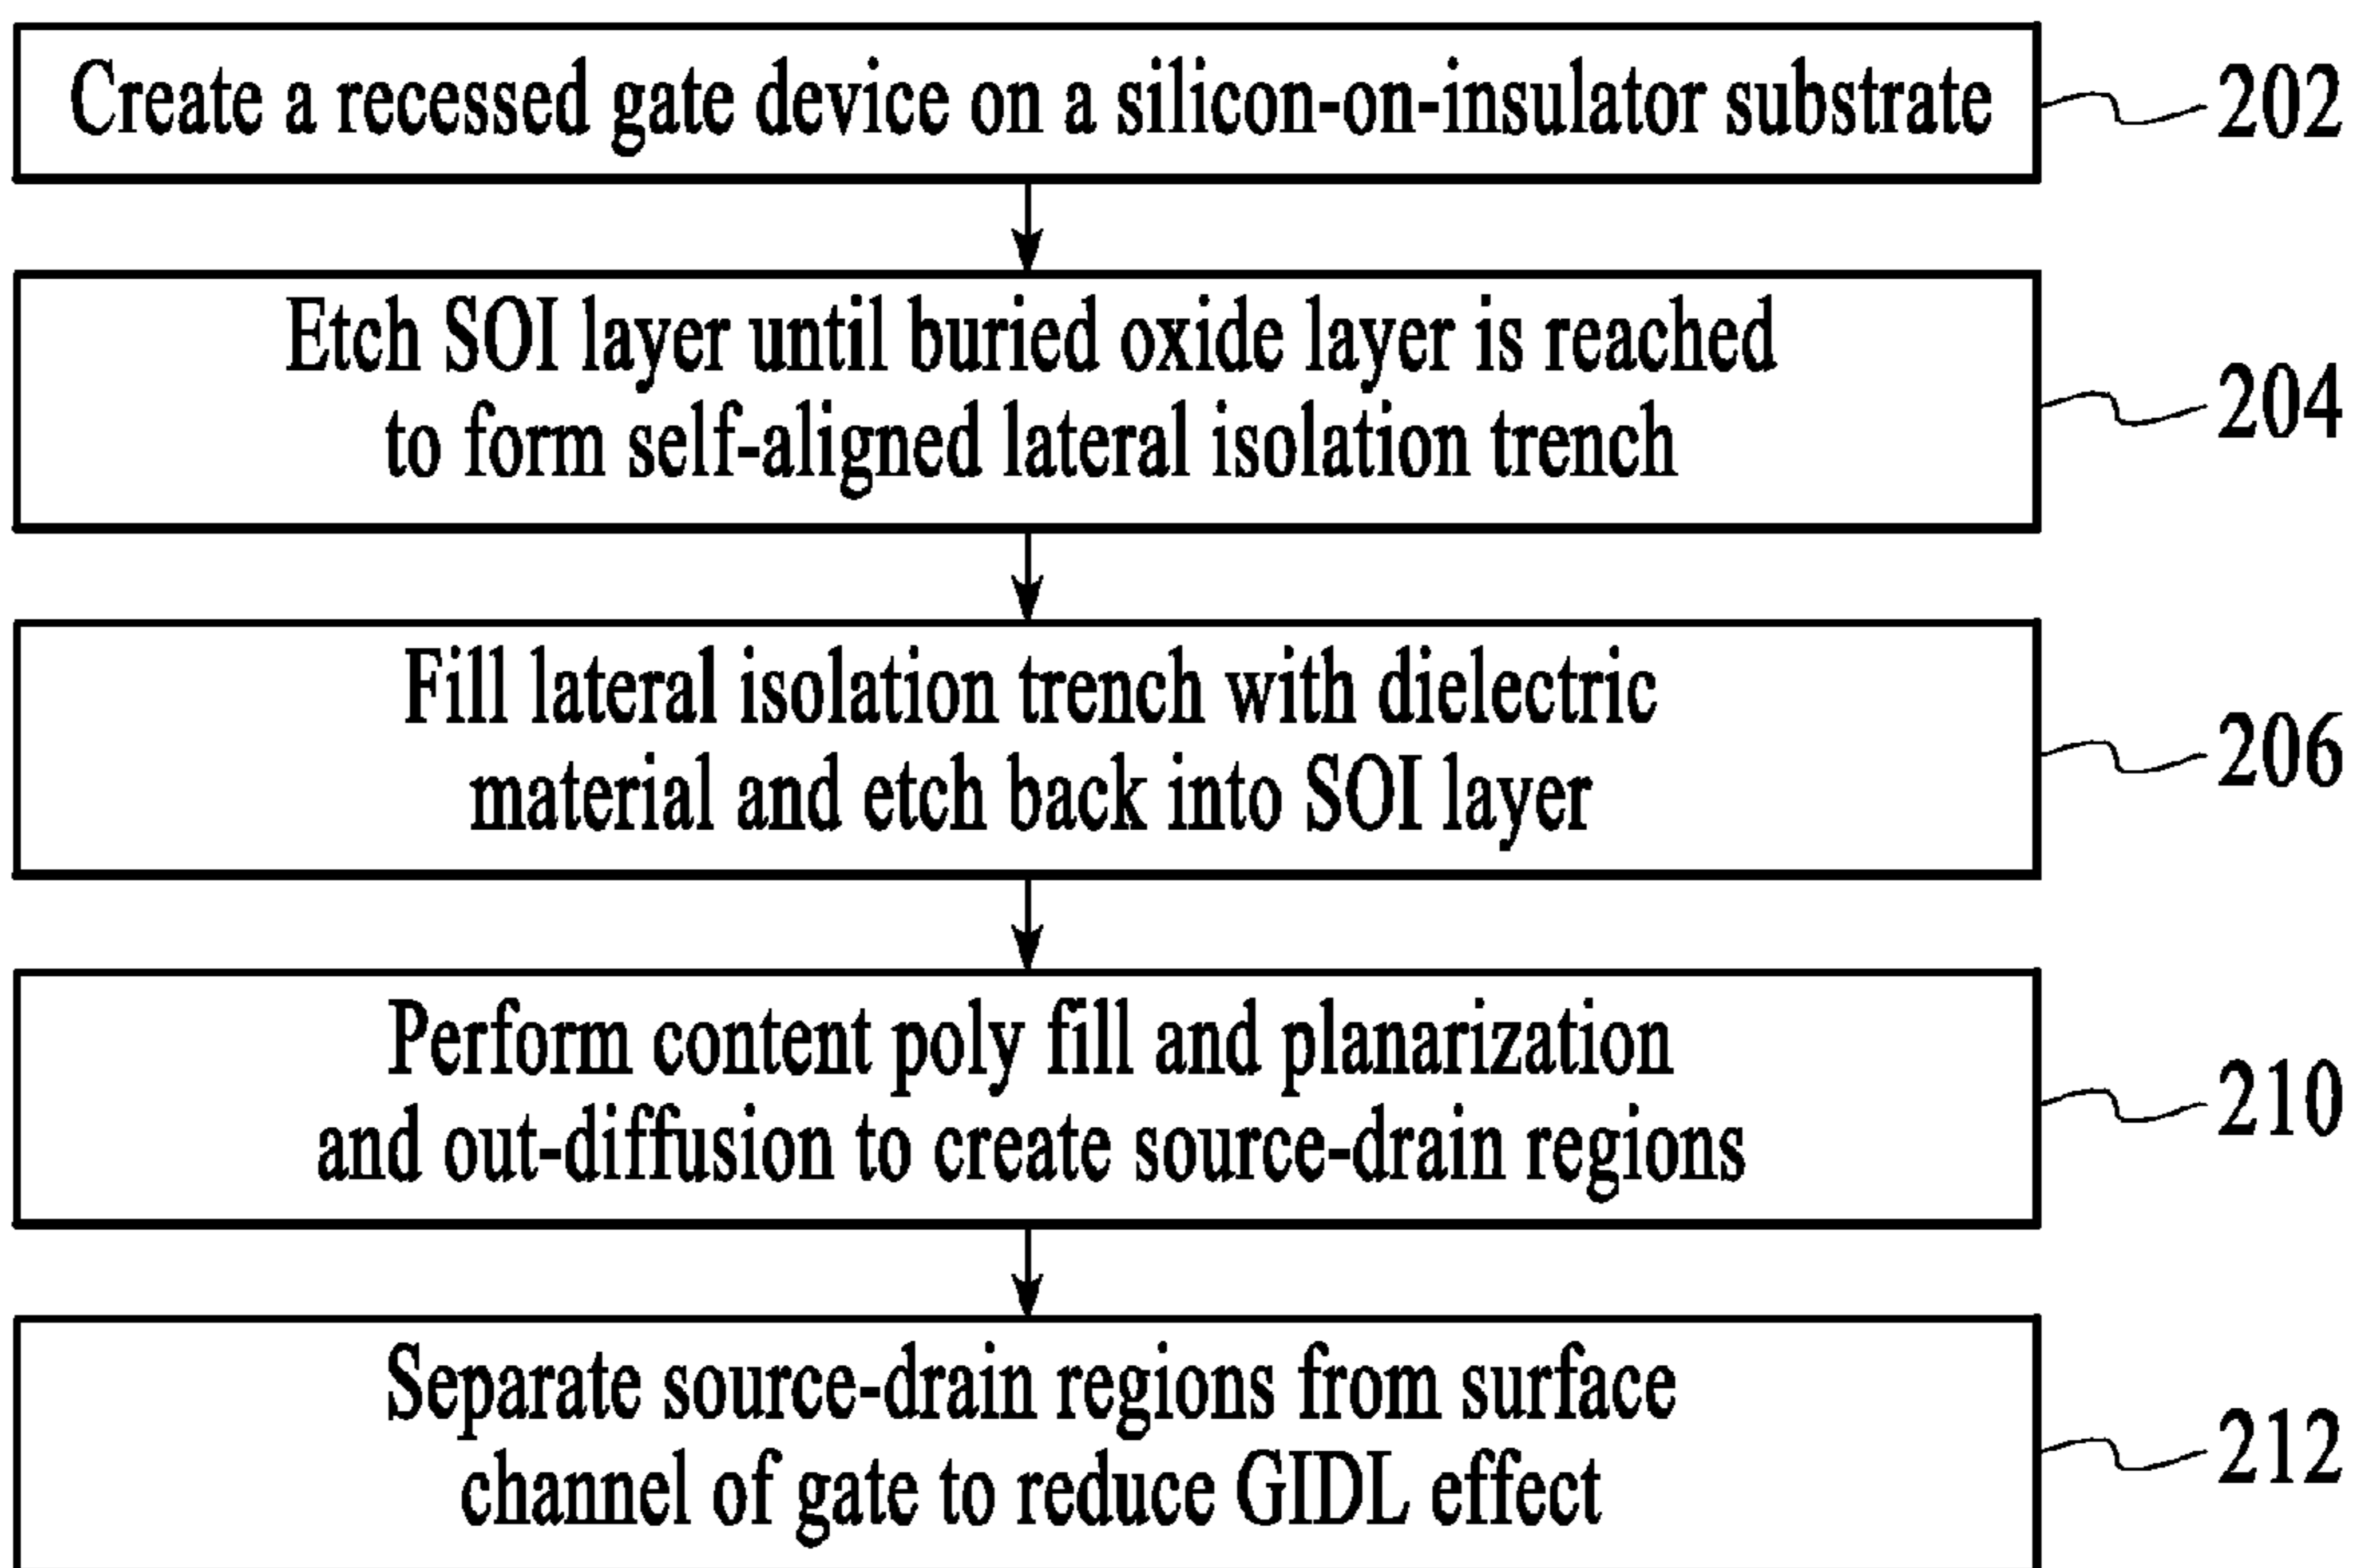 Create a recessed gate device on a silicon-on-insulator substrate
202
Etch SOI layer until buried oxide layer is reached
to form self-aligned lateral isolation trench
204
Fill lateral isolation trench with dielectric
material and etch back into SOI layer
206
Perform content poly fill and planarization
and out-diffusion to create source-drain regions
210
Separate source-drain regions from surface
channel of gate to reduce GIDL effect
212